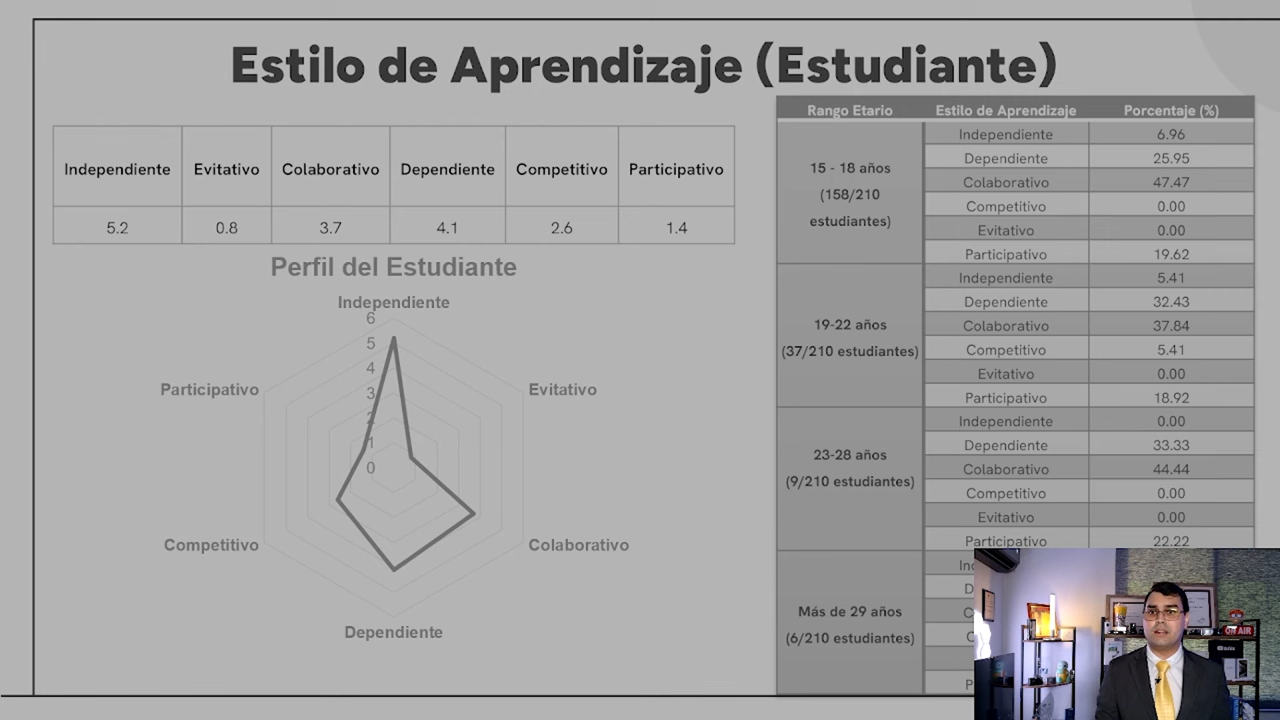 Estilo de Aprendizaje (Estudiante)
Independiente Evitativo Colaborativo Dependiente Competitivo Participativo
5.2 0.8 3.7 4.1 2.6 1.4
Perfil del Estudiante
Independiente
6
5
4
3
2
1
0
Participativo
Evitativo
Competitivo
Colaborativo
Dependiente
Rango Etario Estilo de Aprendizaje Porcentaje (%)
15 - 18 años
(158/210
estudiantes)
Independiente 6.96
Dependiente 25.95
Colaborativo 47.47
Competitivo 0.00
Evitativo 0.00
Participativo 19.62
19-22 años
(37/210 estudiantes)
Independiente 5.41
Dependiente 32.43
Colaborativo 37.84
Competitivo 5.41
Evitativo 0.00
Participativo 18.92
23-28 años
(9/210 estudiantes)
Independiente 0.00
Dependiente 33.33
Colaborativo 44.44
Competitivo 0.00
Evitativo 0.00
Participativo 22.22
Más de 29 años
(6/210 estudiantes)
ON AIR